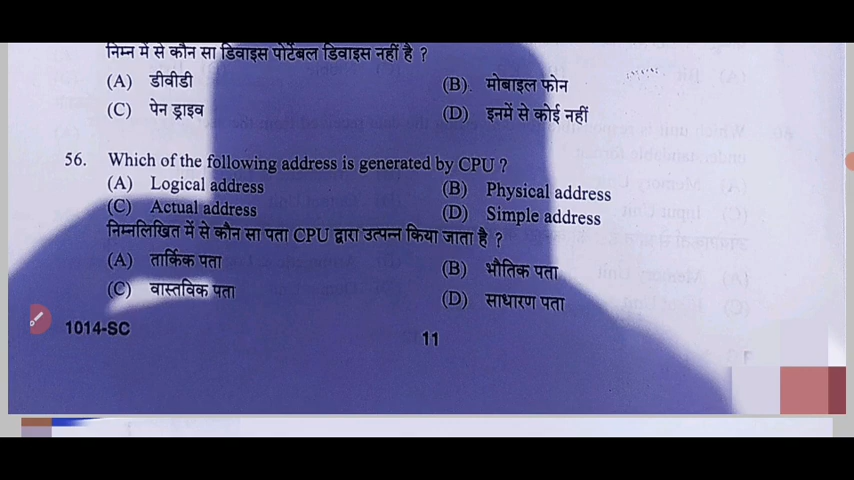 निम्न में से कौन सा डिवाइस पोर्टेबल डिवाइस नहीं है ?
(A) डीवीडी (B) मोबाइल फोन
(C) पेन ड्राइव (D) इनमें से कोई नहीं
56. Which of the following address is generated by CPU ?
(A) Logical address (B) Physical address
(C) Actual address (D) Simple address
निम्नलिखित में से कौन सा पता CPU द्वारा उत्पन्न किया जाता है ?
(A) तार्किक पता (B) भौतिक पता
(C) वास्तविक पता (D) साधारण पता
1014-SC 11